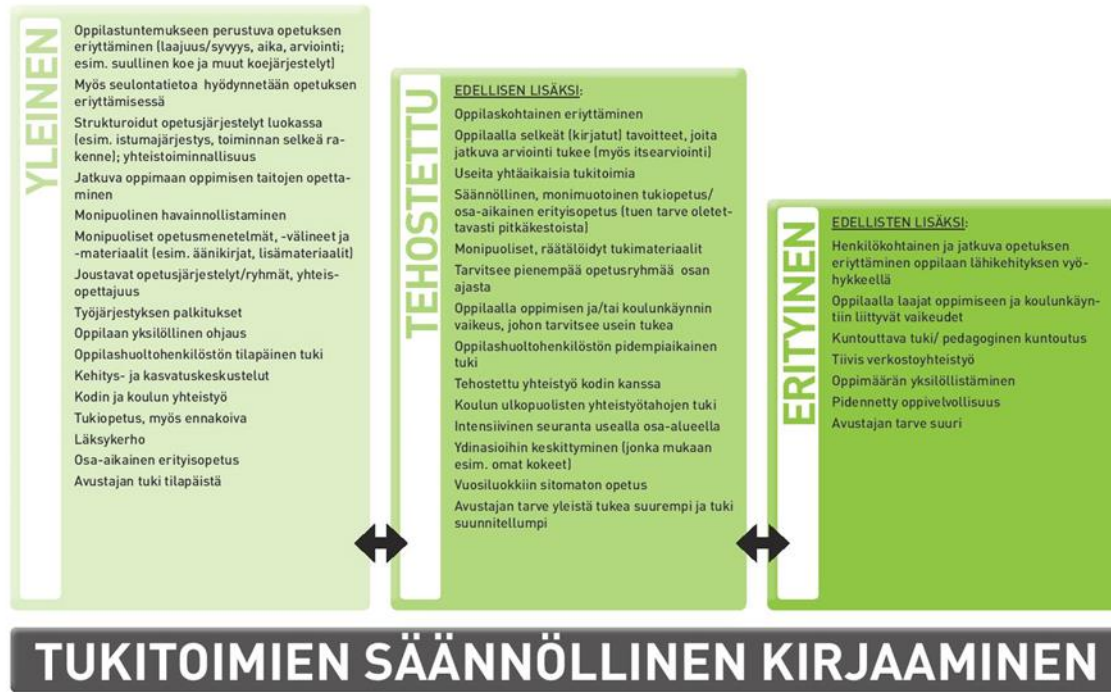 YLEINEN
Oppilastuntemukseen perustuva opetuksen
eriyttäminen (laajuus/syvyys, aika, arviointi;
esim. suullinen koe ja muut koejärjestelyt)
Myös seulontatietoa hyödynnetään opetuksen
eriyttämisessä
Strukturoidut opetusjärjestelyt luokassa
(esim. istumajärjestys, toiminnan selkeä ra-
kenne); yhteistoiminnallisuus
Jatkuva oppimaan oppimisen taitojen opetta-
minen
Monipuolinen havainnollistaminen
Monipuoliset opetusmenetelmät, -välineet ja
-materiaalit (esim. äänikirjat, lisämateriaalit)
Joustavat opetusjärjestelyt/ryhmät, yhteis-
opettajuus
Työjärjestyksen palkitukset
Oppilaan yksilöllinen ohjaus
Oppilashuoltohenkilöstön tilapäinen tuki
Kehitys- ja kasvatuskeskustelut
Kodin ja koulun yhteistyö
Tukiopetus, myös ennakoiva
Läksykerho
Osa-aikainen erityisopetus
Avustajan tuki tilapäistä
TEHOSTETTU
EDELLISEN LISÄKSI:
Oppilaskohtainen eriyttäminen
Oppilaalla selkeät (kirjatut) tavoitteet, joita
jatkuva arviointi tukee (myös itsearviointi)
Useita yhtäaikaisia tukitoimia
Säännöllinen, monimuotoinen tukiopetus/
osa-aikainen erityisopetus (tuen tarve oletet-
tavasti pitkäkestoista)
Monipuoliset, räätälöidyt tukimateriaalit
Tarvitsee pienempää opetusryhmää osan
ajasta
Oppilaalla oppimisen ja/tai koulunkäynnin
vaikeus, johon tarvitsee usein tukea
Oppilashuoltohenkilöstön pidempiaikainen
tuki
Tehostettu yhteistyö kodin kanssa
Koulun ulkopuolisten yhteistyötahojen tuki
Intensiivinen seuranta usealla osa-alueella
Ydinasioihin keskittyminen (jonka mukaan
esim. omat kokeet)
Vuosiluokkiin sitomaton opetus
Avustajan tarve yleistä tukea suurempi ja tuki
suunnitellumpi
ERITYINEN
EDELLISTEN LISÄKSI:
Henkilökohtainen ja jatkuva opetuksen
eriyttäminen oppilaan lähikehityksen vyö-
hykkeellä
Oppilaalla laajat oppimiseen ja koulunkäyn-
tiin liittyvät vaikeudet
Kuntouttava tuki/ pedagoginen kuntoutus
Tiivis verkostoyhteistyö
Oppimäärän yksilöllistäminen
Pidennetty oppivelvollisuus
Avustajan tarve suuri
TUKITOIMIEN SÄÄNNÖLLINEN KIRJAAMINEN